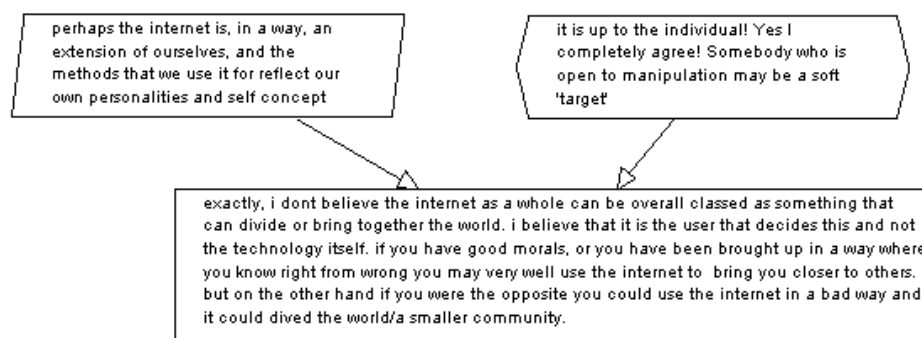 perhaps the internet is, in a way, an
extension of ourselves, and the
methods that we use it for reflect our
own personalities and self concept
it is up to the individual! Yes I
completely agree! Somebody who is
open to manipulation may be a soft
'target'
exactly, i dont believe the internet as a whole can be overall classed as something that
can divide or bring together the world. i believe that it is the user that decides this and not
the technology itself. if you have good morals, or you have been brought up in a way where
you know right from wrong you may very well use the internet to  bring you closer to others.
but on the other hand if you were the opposite you could use the internet in a bad way and
it could dived the world/a smaller community.